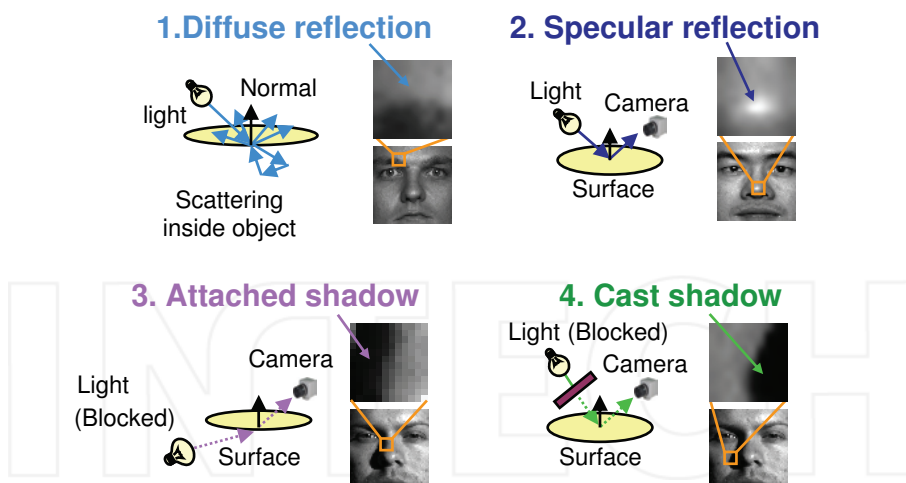 1.Diffuse reflection
light
Normal
Scattering
inside object
2. Specular reflection
Light
Camera
Surface
3. Attached shadow
Light
(Blocked)
Camera
Surface
4. Cast shadow
Light (Blocked)
Camera
Surface
INTECH